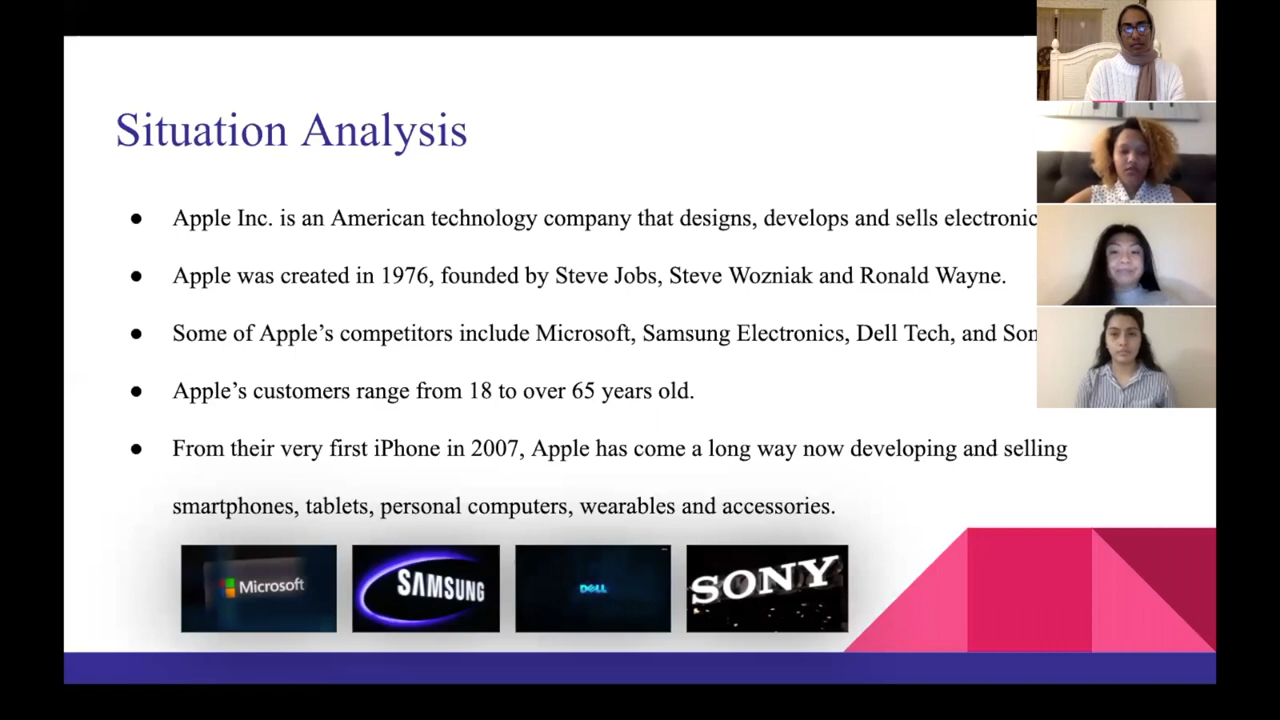 Situation Analysis
● Apple Inc. is an American technology company that designs, develops and sells electronic
● Apple was created in 1976, founded by Steve Jobs, Steve Wozniak and Ronald Wayne.
● Some of Apple’s competitors include Microsoft, Samsung Electronics, Dell Tech, and Son
● Apple’s customers range from 18 to over 65 years old.
● From their very first iPhone in 2007, Apple has come a long way now developing and selling
smartphones, tablets, personal computers, wearables and accessories.
Microsoft SAMSUNG DELL SONY